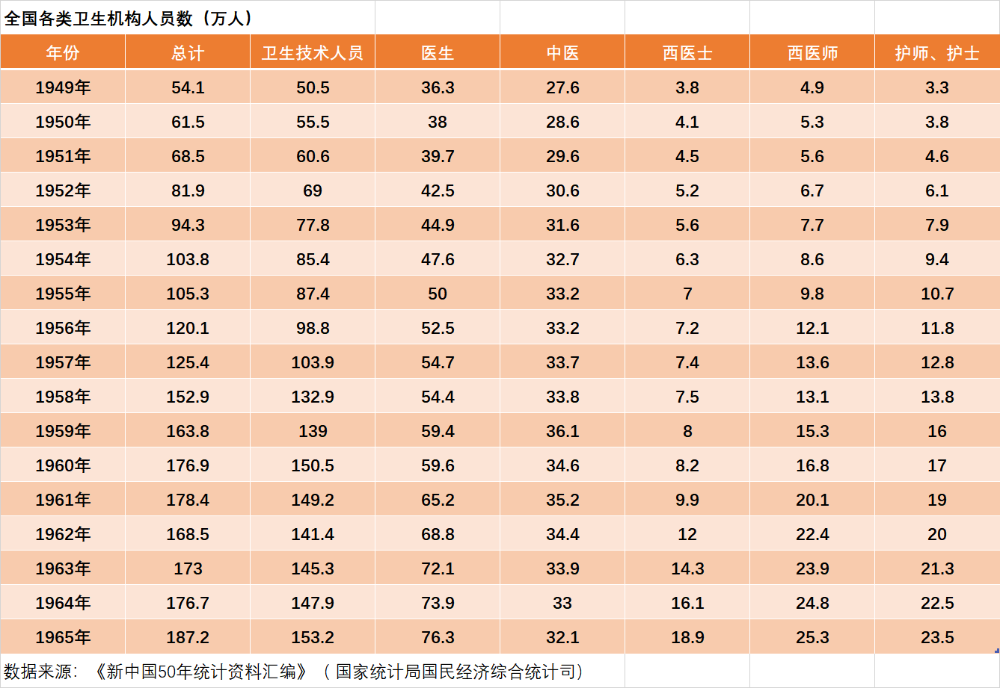 全国各类卫生机构人员数（万人）
年份 总计 卫生技术人员 医生 中医 西医士 西医师 护师、护士
1949年 54.1 50.5 36.3 27.6 3.8 4.9 3.3
1950年 61.5 55.5 38 28.6 4.1 5.3 3.8
1951年 68.5 60.6 39.7 29.6 4.5 5.6 4.6
1952年 81.9 69 42.5 30.6 5.2 6.7 6.1
1953年 94.3 77.8 44.9 31.6 5.6 7.7 7.9
1954年 103.8 85.4 47.6 32.7 6.3 8.6 9.4
1955年 105.3 87.4 50 33.2 7 9.8 10.7
1956年 120.1 98.8 52.5 33.2 7.2 12.1 11.8
1957年 125.4 103.9 54.7 33.7 7.4 13.6 12.8
1958年 152.9 132.9 54.4 33.8 7.5 13.1 13.8
1959年 163.8 139 59.4 36.1 8 15.3 16
1960年 176.9 150.5 59.6 34.6 8.2 16.8 17
1961年 178.4 149.2 65.2 35.2 9.9 20.1 19
1962年 168.5 141.4 68.8 34.4 12 22.4 20
1963年 173 145.3 72.1 33.9 14.3 23.9 21.3
1964年 176.7 147.9 73.9 33 16.1 24.8 22.5
1965年 187.2 153.2 76.3 32.1 18.9 25.3 23.5
数据来源：《新中国50年统计资料汇编》（ 国家统计局国民经济综合统计司）